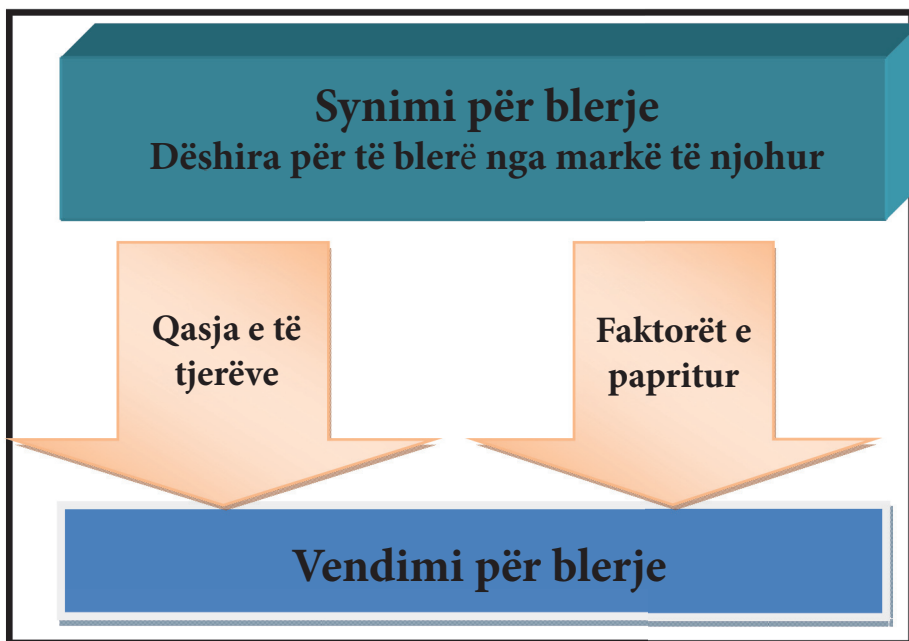 Synimi për blerje
Dëshira për të blerë nga markë të njohur
Qasja e të
tjerëve
Faktorët e
papritur
Vendimi për blerje